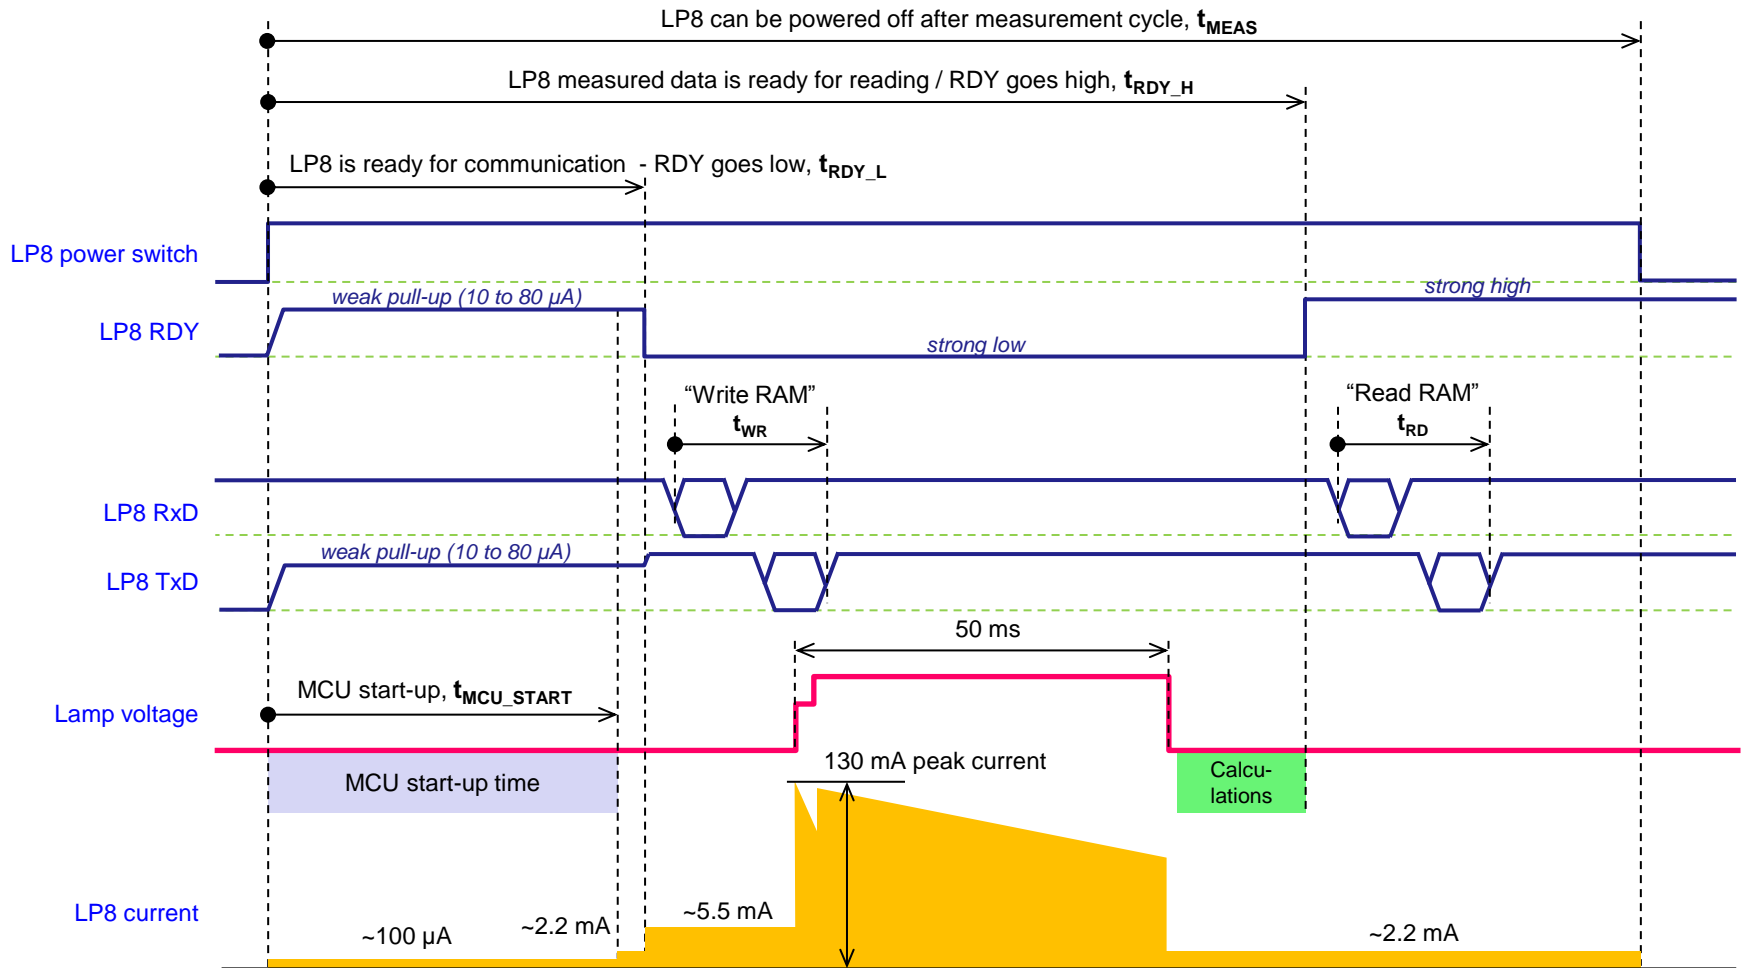 LP8 can be powered off after measurement cycle, tMEAS
LP8 measured data is ready for reading / RDY goes high, tRDY_H
LP8 is ready for communication - RDY goes low, tRDY_L
LP8 power switch
weak pull-up (10 to 80 µA)
strong high
LP8 RDY
strong low
“Write RAM”
tWR
“Read RAM”
tRD
LP8 RxD
weak pull-up (10 to 80 µA)
LP8 TxD
50 ms
MCU start-up, tMCU_START
Lamp voltage
130 mA peak current
MCU start-up time
Calcu-
lations
LP8 current
~100 µA
~2.2 mA
~5.5 mA
~2.2 mA